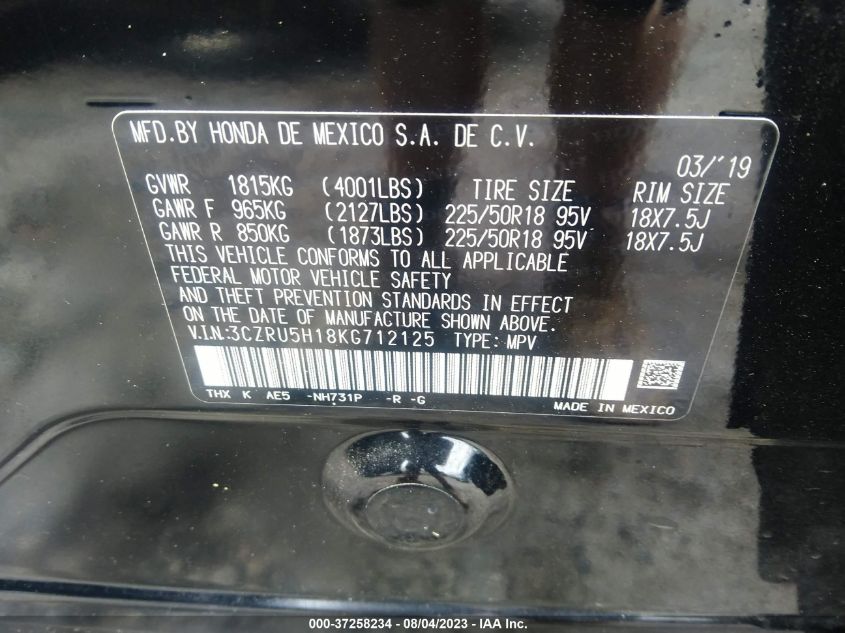 MFD.BY HONDA DE MEXICO S.A. DE C.V.
03/'19
GVWR 1815KG (4001LBS) TIRE SIZE RIM SIZE
GAWR F 965KG (2127LBS) 225/50R18 95V 18X7.5J
GAWR R 850KG (1873LBS) 225/50R18 95V 18X7.5J
THIS VEHICLE CONFORMS TO ALL APPLICABLE
FEDERAL MOTOR VEHICLE SAFETY
AND THEFT PREVENTION STANDARDS IN EFFECT
ON THE DATE OF MANUFACTURE SHOWN ABOVE.
V.I.N.:3CZRU5H18KG712125 TYPE: MPV
THX K AE5 -NH731P -R -G
MADE IN MEXICO
000-37258234 - 08/04/2023 - IAA Inc.